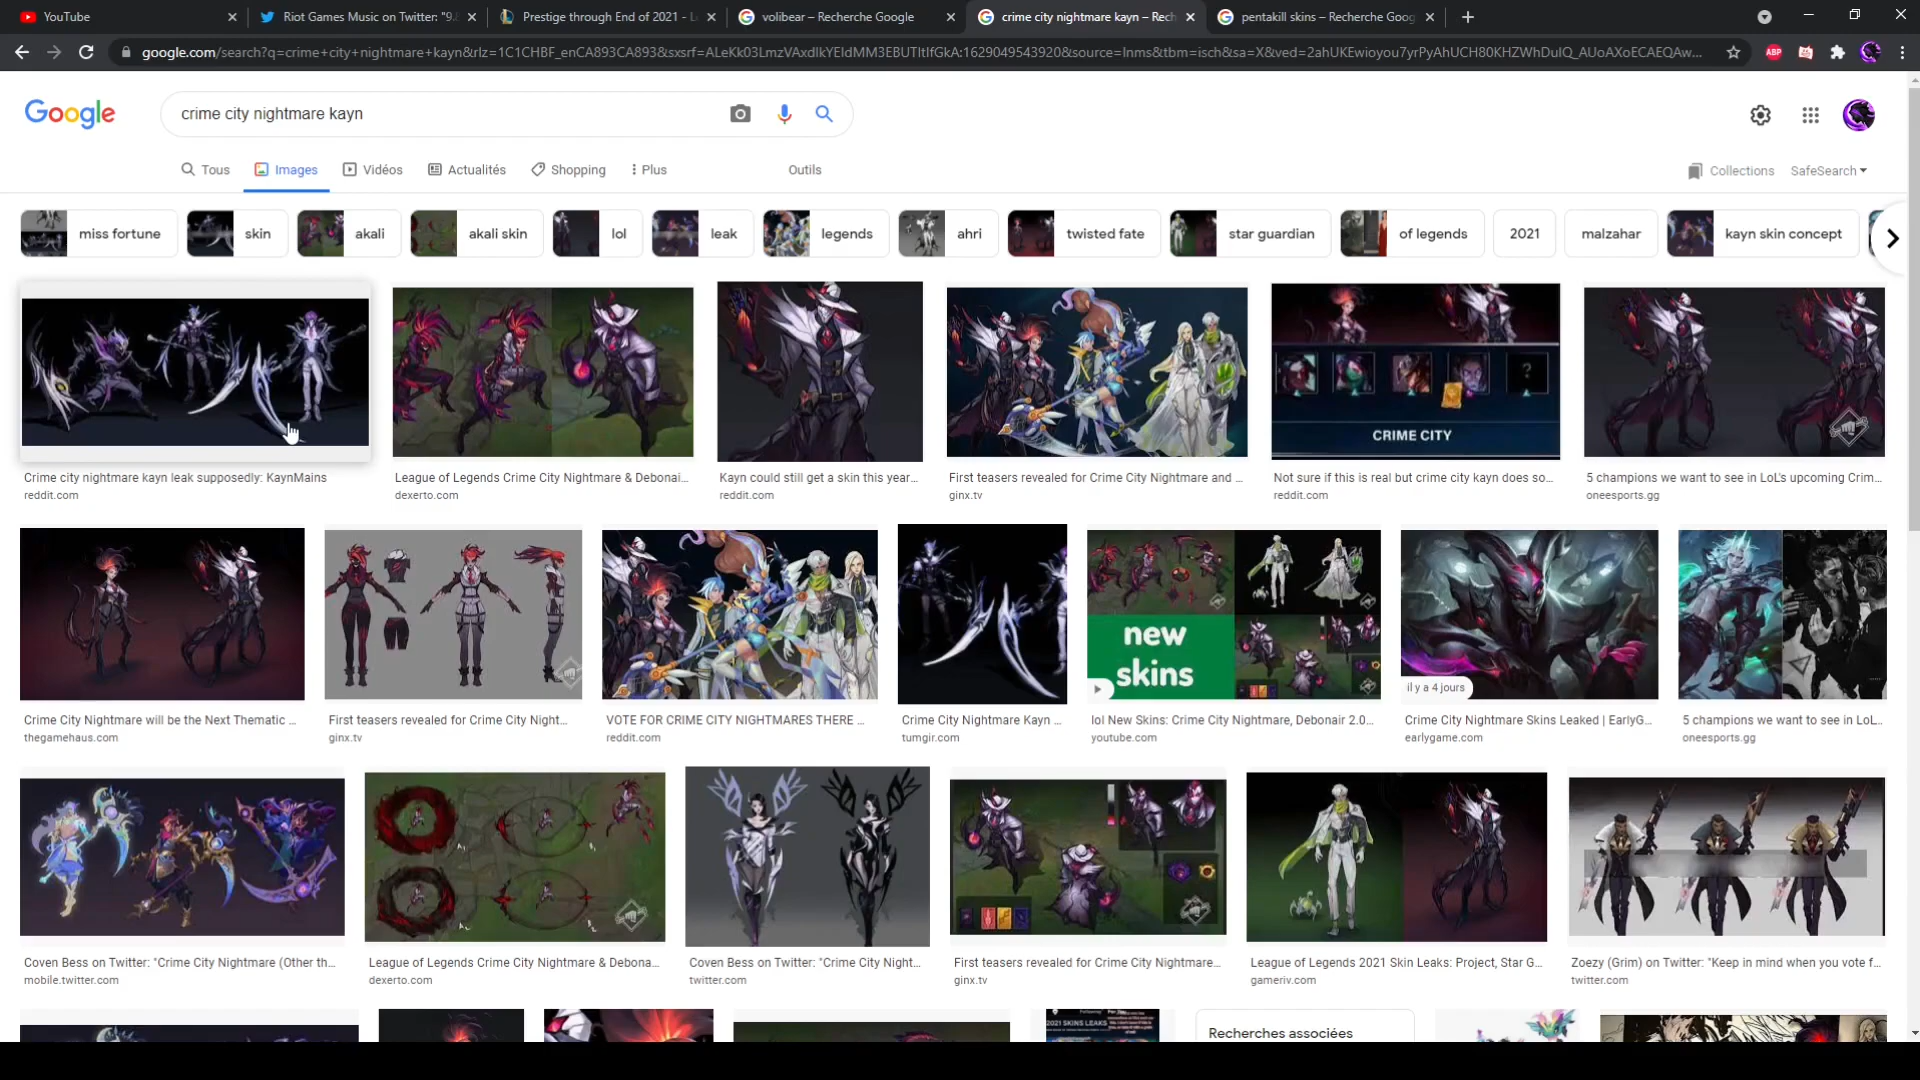 YouTube
Riot Games Music on Twitter: "9.
Prestige through End of 2021 - L
volibear – Recherche Google
crime city nightmare kayn – Rech
pentakill skins – Recherche Goog
google.com/search?q=crime+city+nightmare+kayn&rlz=1C1CHBF_enCA893CA893&sxsrf=ALeKk03LmzVAxdlkYEIdMM3EBUTltIfGkA:1629049543920&source=lnms&tbm=isch&sa=X&ved=2ahUKEwioyou7yrPyAhUCH80KHZWhDuIQ_AUoAXoECAEQAw...
ABP
Google
crime city nightmare kayn
Tous
Images
Vidéos
Actualités
Shopping
Plus
Outils
Collections
SafeSearch
miss fortune
skin
akali
akali skin
lol
leak
legends
ahri
twisted fate
star guardian
of legends
2021
malzahar
kayn skin concept
CRIME CITY
Crime city nightmare kayn leak supposedly: KaynMains
reddit.com
League of Legends Crime City Nightmare & Debonai...
dexerto.com
Kayn could still get a skin this year...
reddit.com
First teasers revealed for Crime City Nightmare and ...
ginx.tv
Not sure if this is real but crime city kayn does so...
reddit.com
5 champions we want to see in LoL's upcoming Crim...
oneesports.gg
new
skins
il y a 4 jours
Crime City Nightmare will be the Next Thematic ...
thegamehaus.com
First teasers revealed for Crime City Night...
ginx.tv
VOTE FOR CRIME CITY NIGHTMARES THERE ...
reddit.com
Crime City Nightmare Kayn ...
tumgir.com
lol New Skins: Crime City Nightmare, Debonair 2.0...
youtube.com
Crime City Nightmare Skins Leaked | EarlyG...
earlygame.com
5 champions we want to see in LoL...
oneesports.gg
Coven Bess on Twitter: "Crime City Nightmare (Other th...
mobile.twitter.com
League of Legends Crime City Nightmare & Debona...
dexerto.com
Coven Bess on Twitter: "Crime City Night...
twitter.com
First teasers revealed for Crime City Nightmare...
ginx.tv
League of Legends 2021 Skin Leaks: Project, Star G...
gameriv.com
Zoezy (Grim) on Twitter: "Keep in mind when you vote f...
twitter.com
2021 SKINS LEAKS
Recherches associées